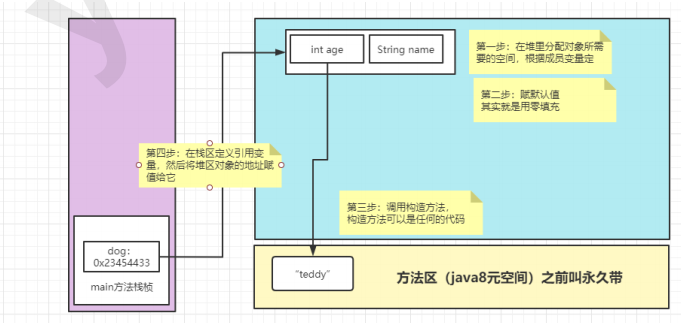 int age
String name
第一步：在堆里分配对象所需
要的空间，根据成员变量定
第二步：赋默认值
其实就是用零填充
第四步：在栈区定义引用变
量，然后将堆区对象的地址赋
值给它
第三步：调用构造方法，
构造方法可以是任何的代码
dog：
0x23454433
main方法栈桢
“teddy”
方法区（java8元空间）之前叫永久带